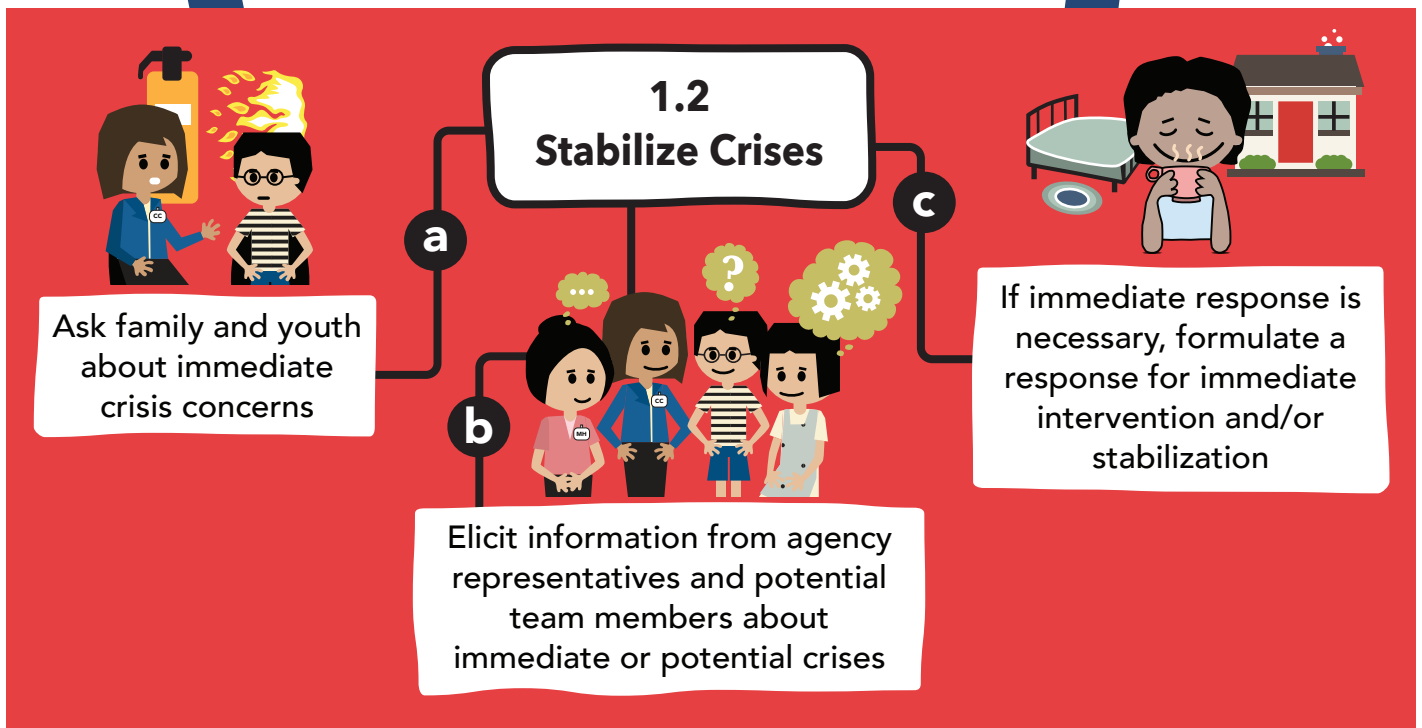 1.2
Stabilize Crises
a
CC
Ask family and youth
about immediate
crisis concerns
b
...
?
MH
CC
Elicit information from agency
representatives and potential
team members about
immediate or potential crises
c
If immediate response is
necessary, formulate a
response for immediate
intervention and/or
stabilization